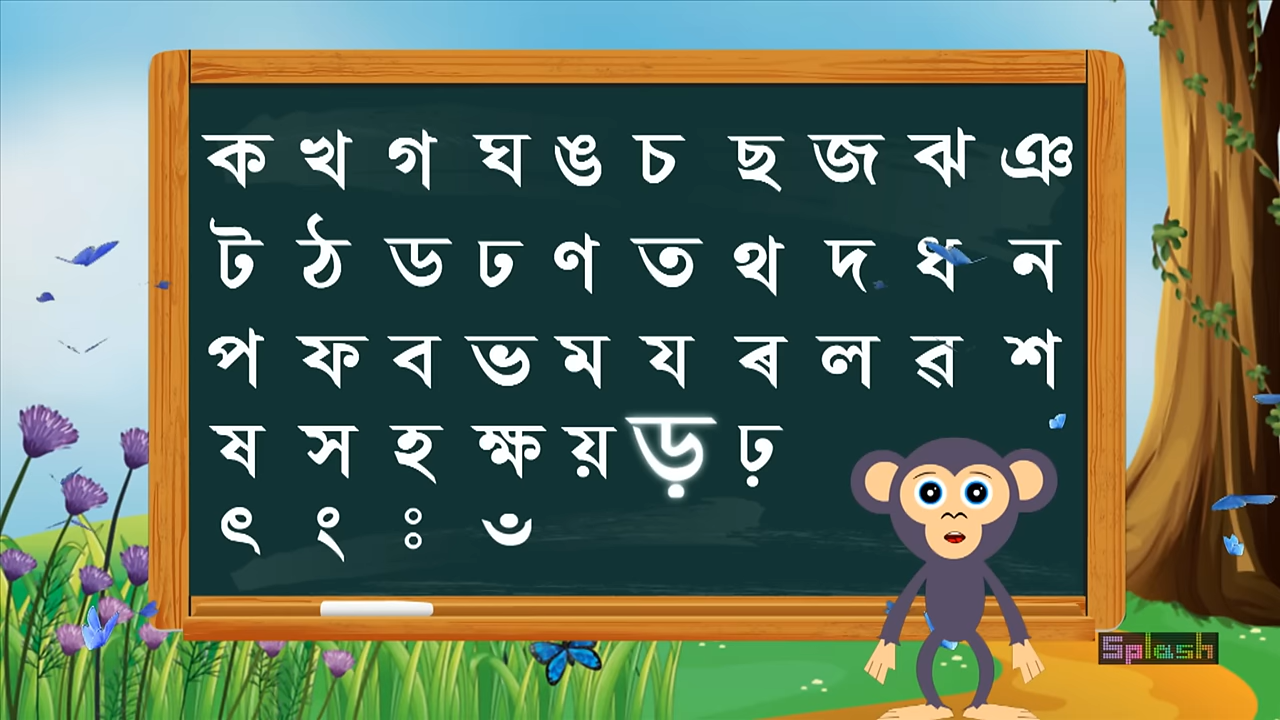 ক খ গ ঘ ঙ চ ছ জ ঝ ঞ
ট ঠ ড ঢ ণ ত থ দ ধ ন
প ফ ব ভ ম য ৰ ল ৱ শ
ষ স হ ক্ষ য় ড় ঢ়
ৎ ং ঃ ঁ
Splash